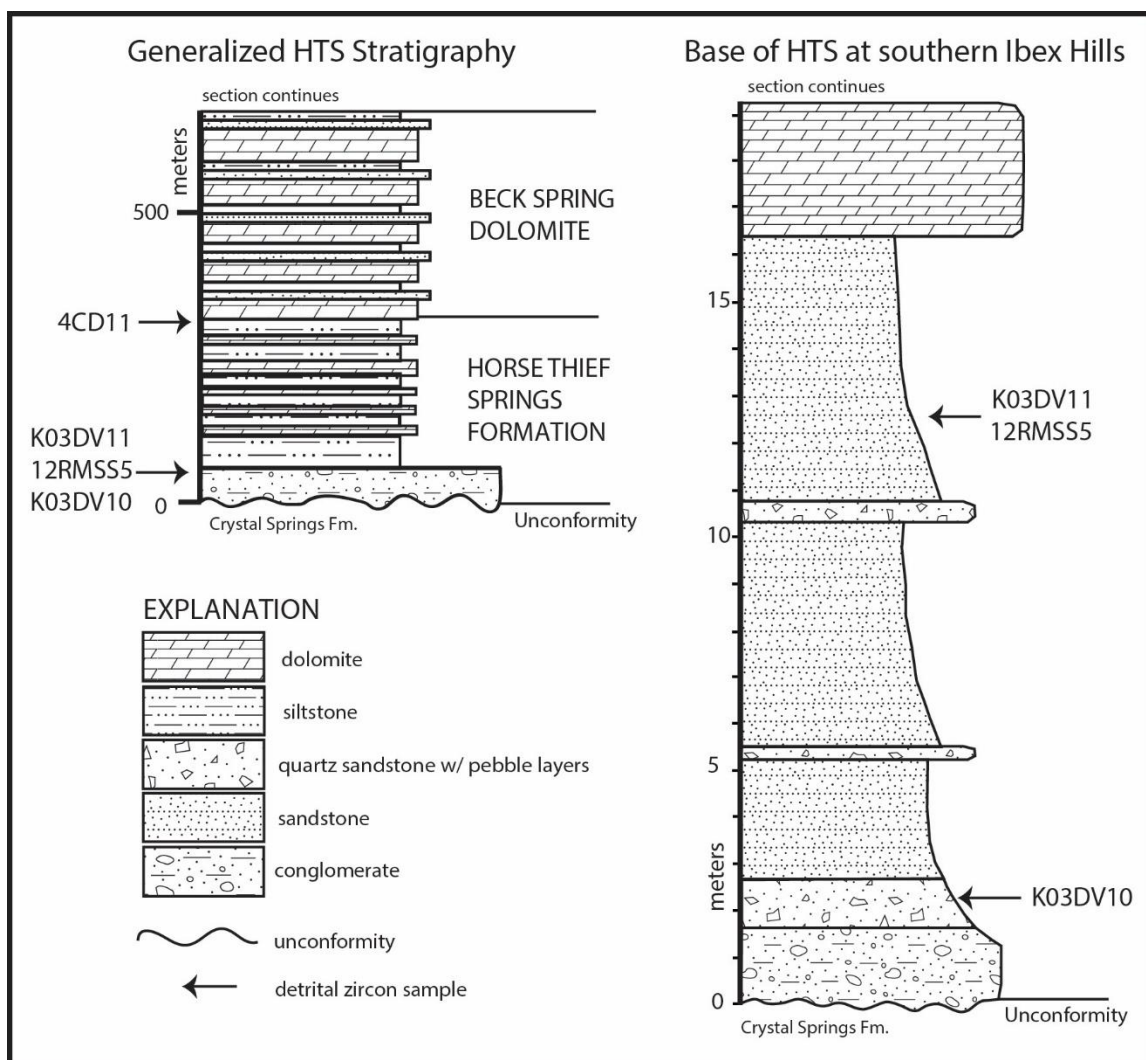 Generalized HTS Stratigraphy
section continues
meters
500
BECK SPRING
DOLOMITE
4CD11
HORSE THIEF
SPRINGS
FORMATION
K03DV11
12RMSS5
K03DV10
0
Crystal Springs Fm.
Unconformity
EXPLANATION
dolomite
siltstone
quartz sandstone w/ pebble layers
sandstone
conglomerate
unconformity
detrital zircon sample
Base of HTS at southern Ibex Hills
section continues
15
K03DV11
12RMSS5
10
5
meters
K03DV10
0
Unconformity
Crystal Springs Fm.